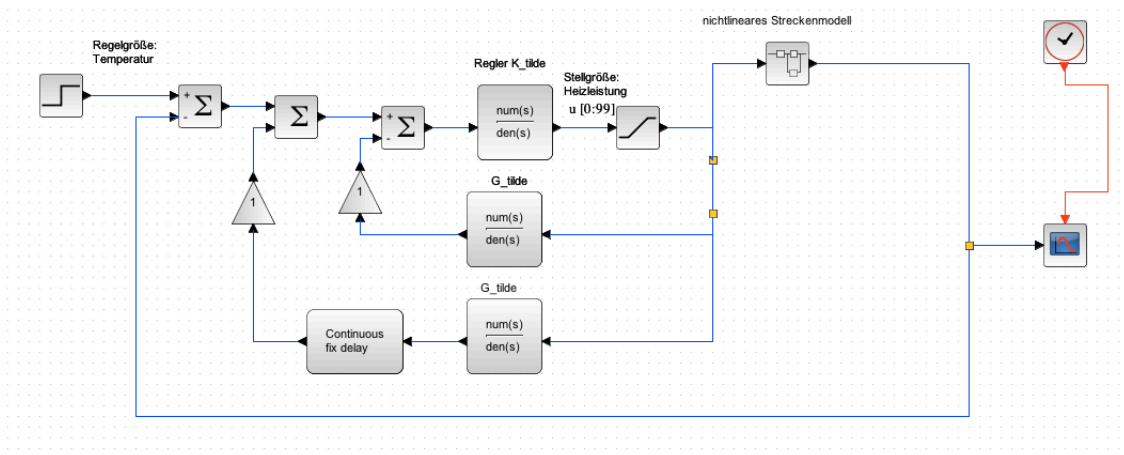 nichtlineares Streckenmodell
Regelgröße:
Temperatur
Regler K_tilde
Stellgröße:
Heizleistung
u [0:99]
+
Σ
-
Σ
+
Σ
-
num(s)
den(s)
1
1
G_tilde
num(s)
den(s)
G_tilde
num(s)
den(s)
Continuous
fix delay